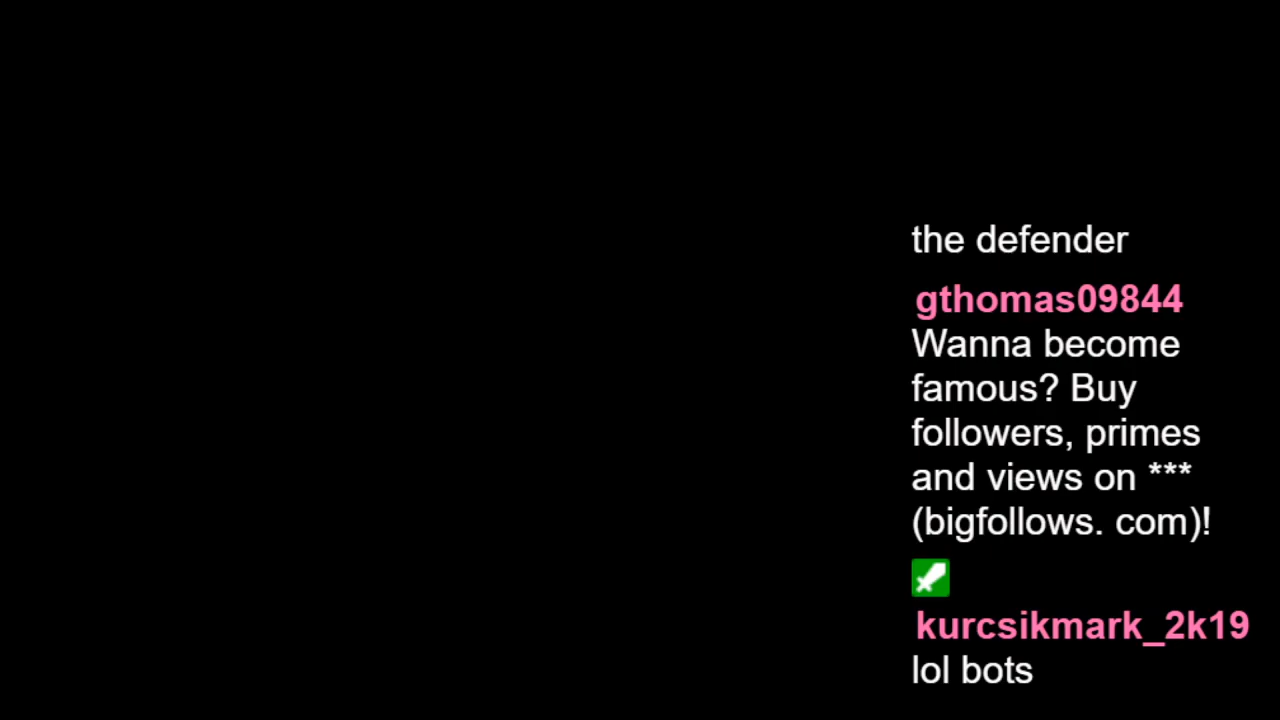 the defender
gthomas09844
Wanna become
famous? Buy
followers, primes
and views on ***
(bigfollows. com)!
kurcsikmark_2k19
lol bots